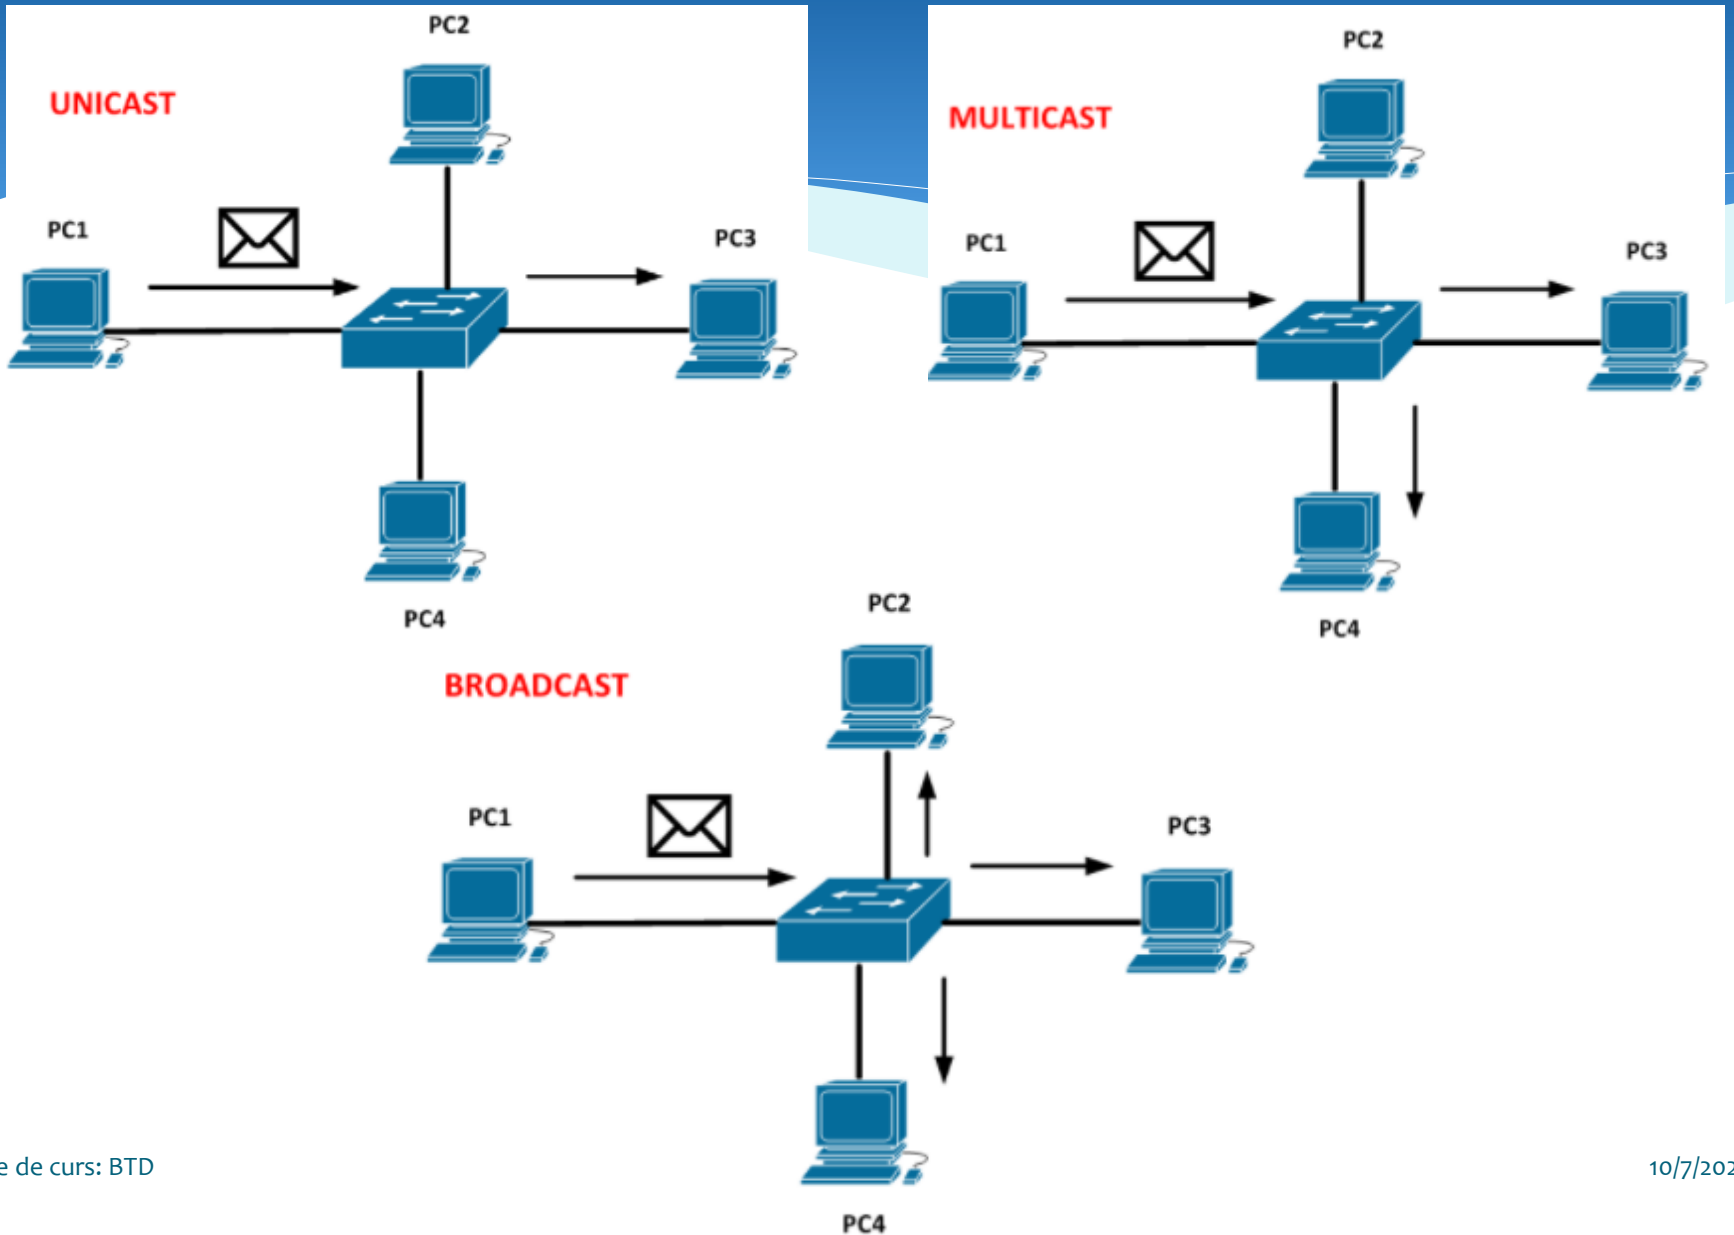 UNICAST
PC2
PC1
PC3
PC4
MULTICAST
PC2
PC1
PC3
PC4
BROADCAST
PC2
PC1
PC3
PC4
de curs: BTD
10/7/202